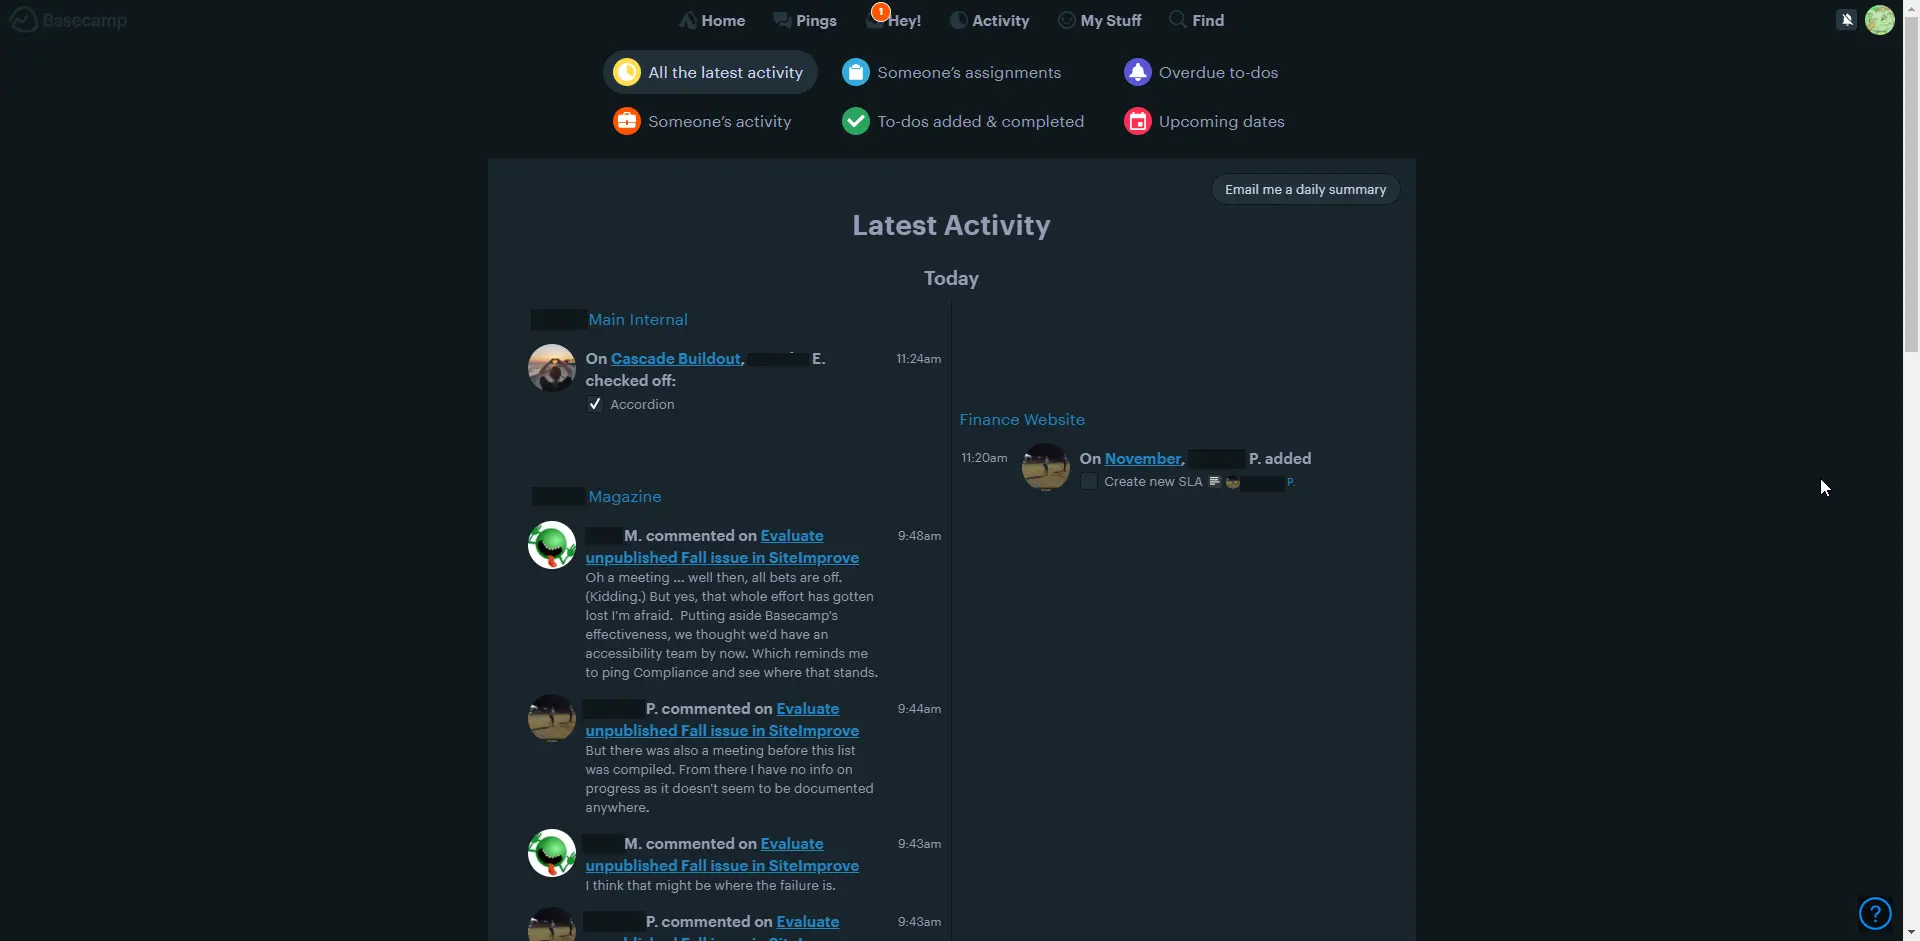 Basecamp
Home
Pings
1
Hey!
Activity
My Stuff
Find
All the latest activity
Someone's assignments
Overdue to-dos
Someone's activity
To-dos added & completed
Upcoming dates
Email me a daily summary
Latest Activity
Today
Main Internal
On Cascade Buildout, E. 11:24am
checked off:
Accordion
Finance Website
11:20am On November, P. added
Create new SLA P.
Magazine
M. commented on Evaluate 9:48am
unpublished Fall issue in SiteImprove
Oh a meeting ... well then, all bets are off.
(Kidding.) But yes, that whole effort has gotten
lost I'm afraid.  Putting aside Basecamp's
effectiveness, we thought we'd have an
accessibility team by now. Which reminds me
to ping Compliance and see where that stands.
P. commented on Evaluate 9:44am
unpublished Fall issue in SiteImprove
But there was also a meeting before this list
was compiled. From there I have no info on
progress as it doesn't seem to be documented
anywhere.
M. commented on Evaluate 9:43am
unpublished Fall issue in SiteImprove
I think that might be where the failure is.
P. commented on Evaluate 9:43am
?